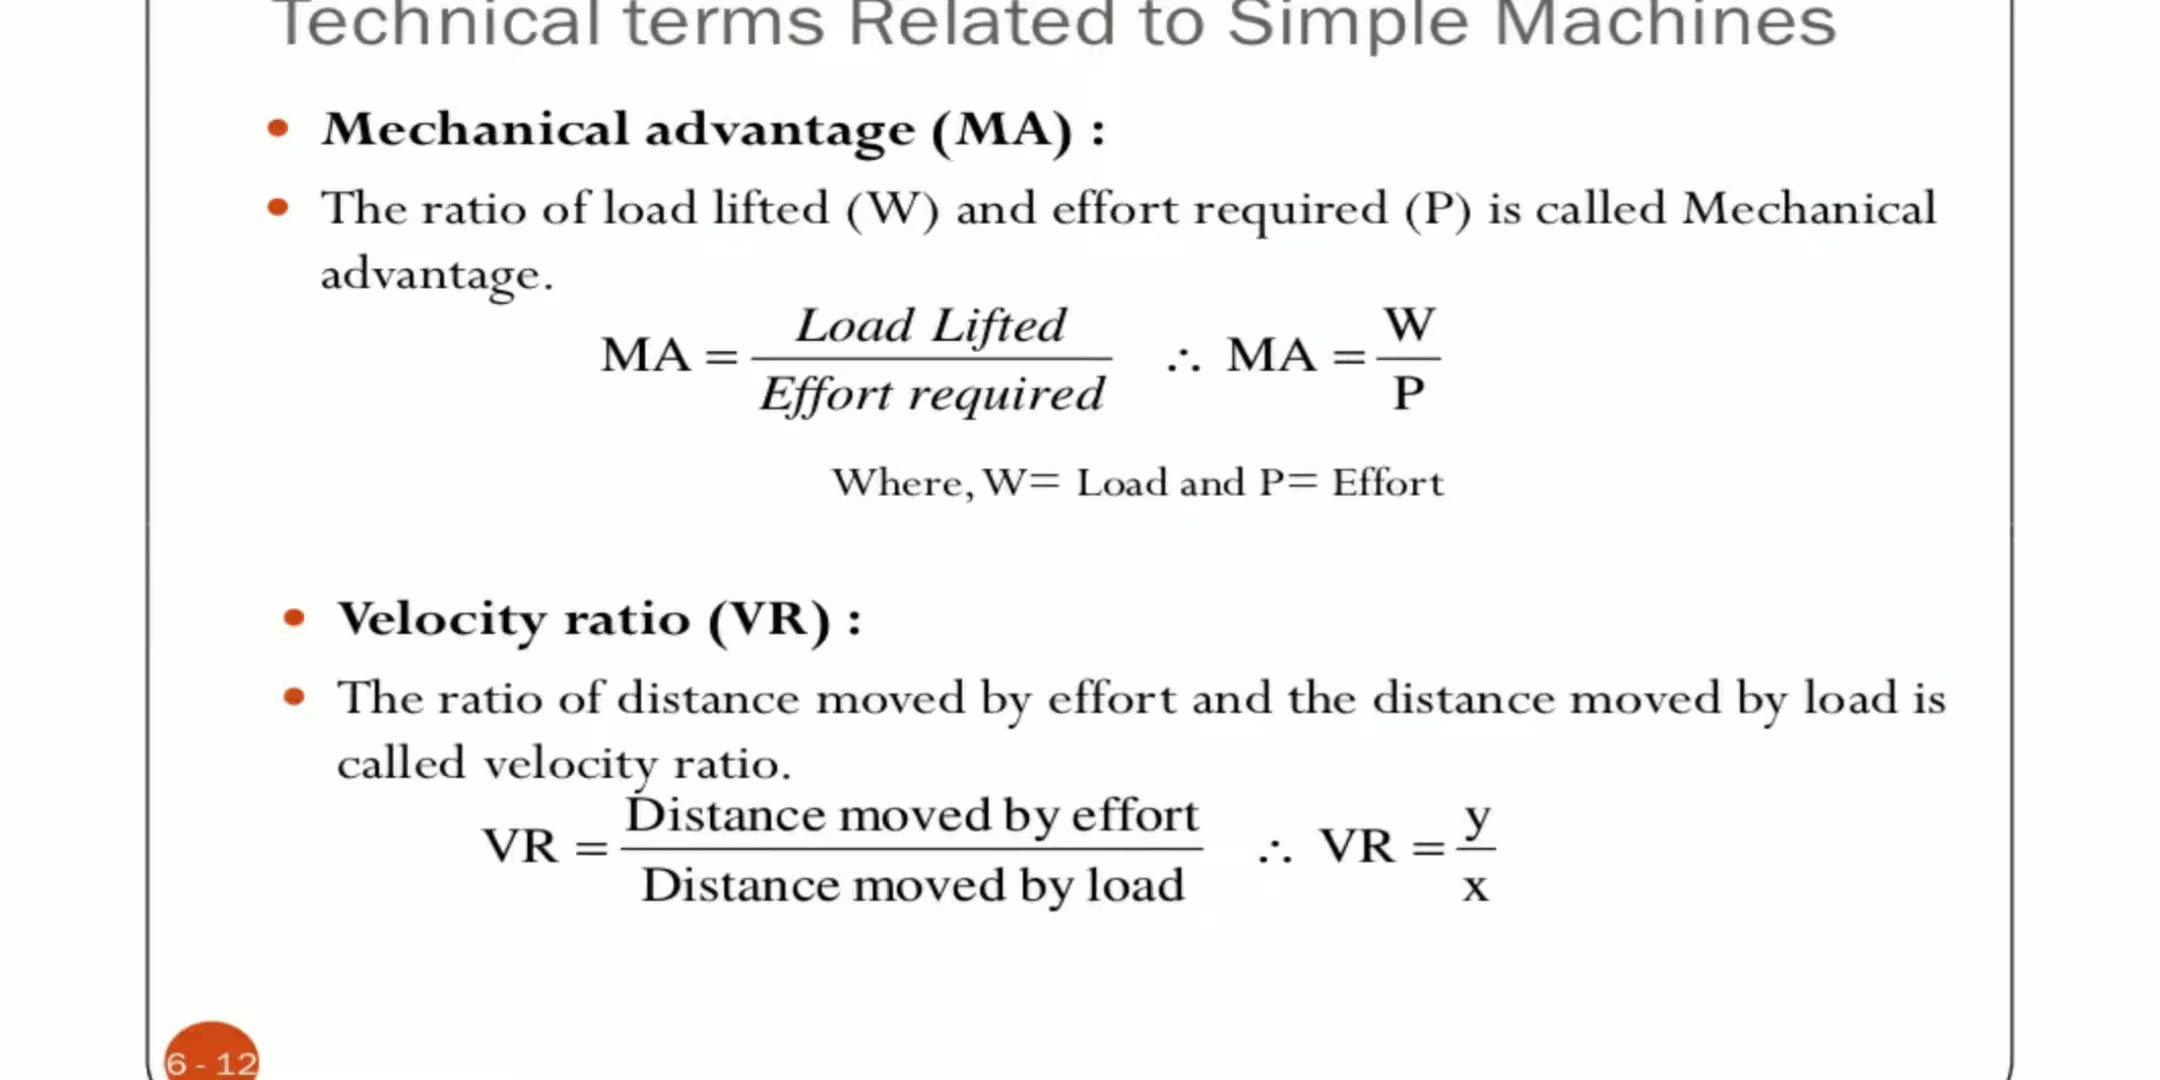 Technical terms Related to Simple Machines
• Mechanical advantage (MA) :
• The ratio of load lifted (W) and effort required (P) is called Mechanical
advantage.
MA = Load Lifted / Effort required ∴ MA = W / P
Where, W= Load and P= Effort
• Velocity ratio (VR) :
• The ratio of distance moved by effort and the distance moved by load is
called velocity ratio.
VR = Distance moved by effort / Distance moved by load ∴ VR = y / x
6 - 12